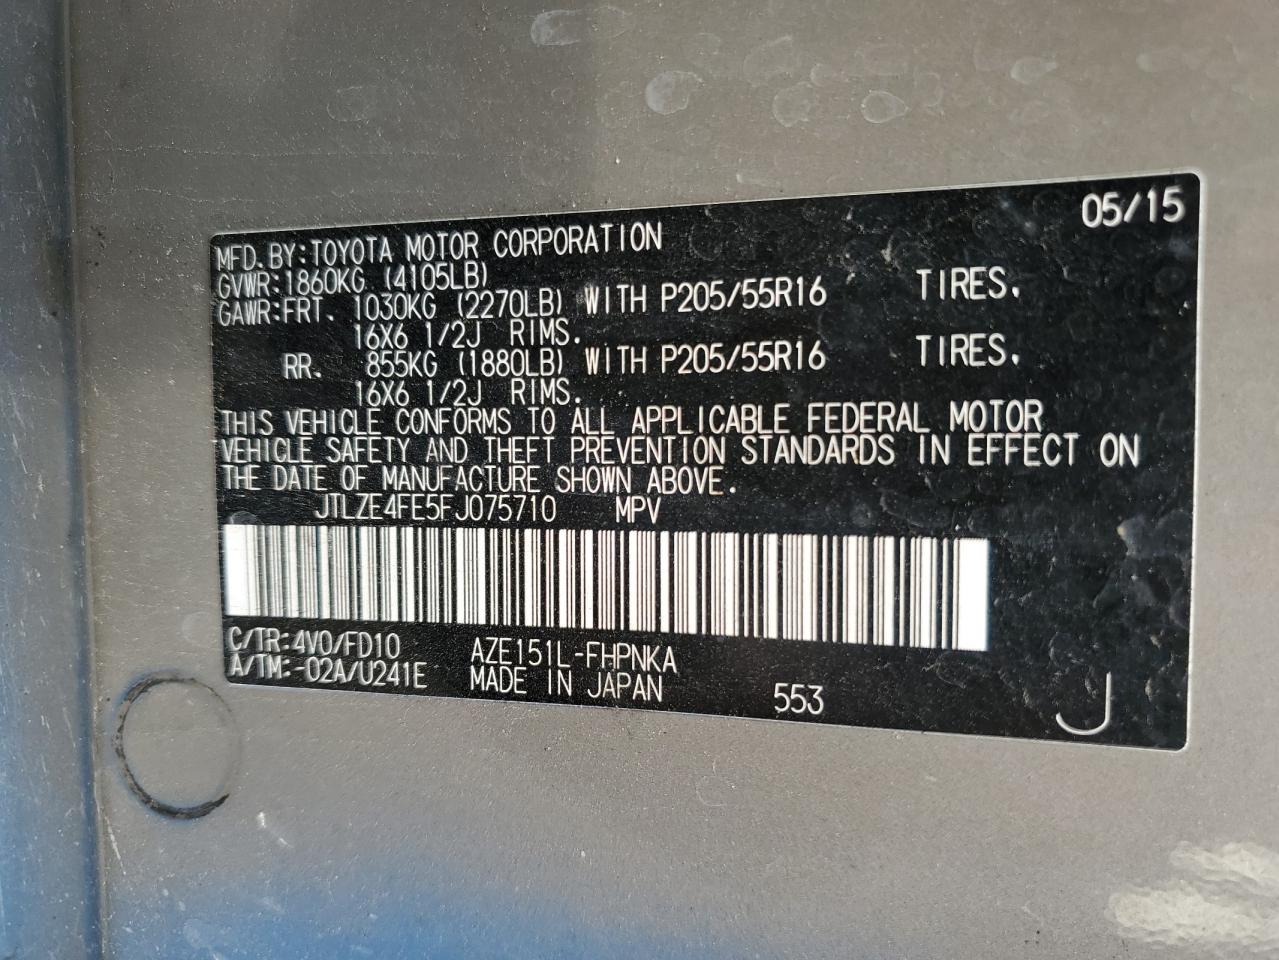 05/15
MFD.BY:TOYOTA MOTOR CORPORATION
GVWR:1860KG (4105LB)
GAWR:FRT. 1030KG (2270LB) WITH P205/55R16 TIRES,
16X6 1/2J RIMS.
RR. 855KG (1880LB) WITH P205/55R16 TIRES,
16X6 1/2J RIMS.
THIS VEHICLE CONFORMS TO ALL APPLICABLE FEDERAL MOTOR
VEHICLE SAFETY AND THEFT PREVENTION STANDARDS IN EFFECT ON
THE DATE OF MANUFACTURE SHOWN ABOVE.
JTLZE4FE5FJ075710 MPV
C/TR:4V0/FD10 AZE151L-FHPNKA
A/TM:-02A/U241E MADE IN JAPAN 553 J